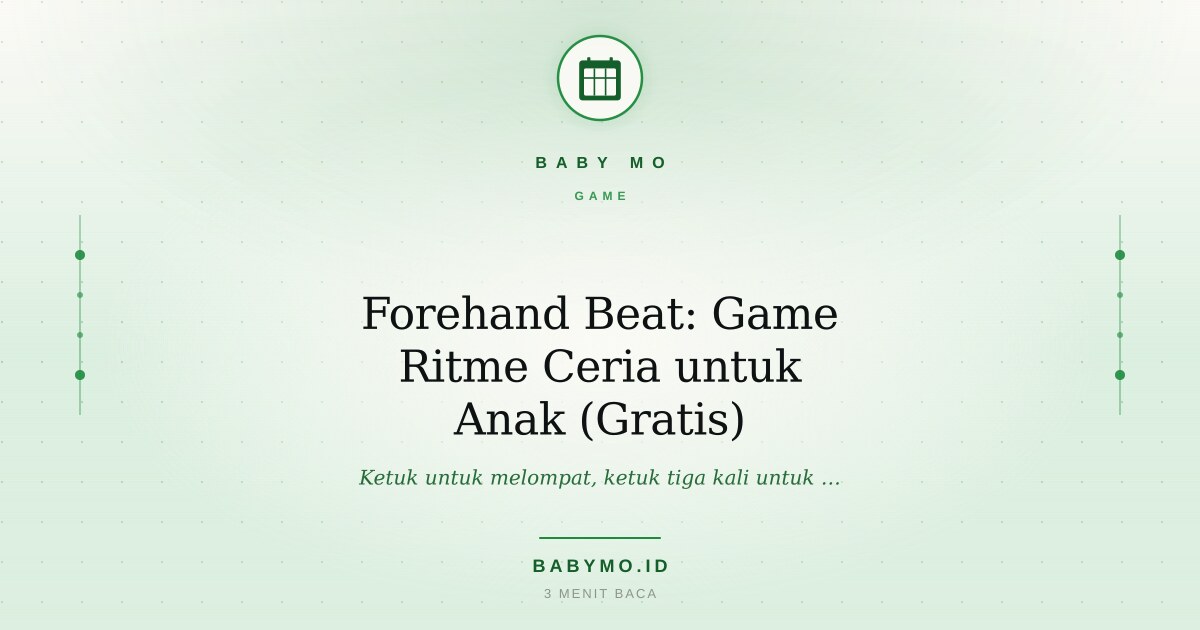 BABY MO
GAME
Forehand Beat: Game
Ritme Ceria untuk
Anak (Gratis)
Ketuk untuk melompat, ketuk tiga kali untuk ...
BABYMO.ID
3 MENIT BACA